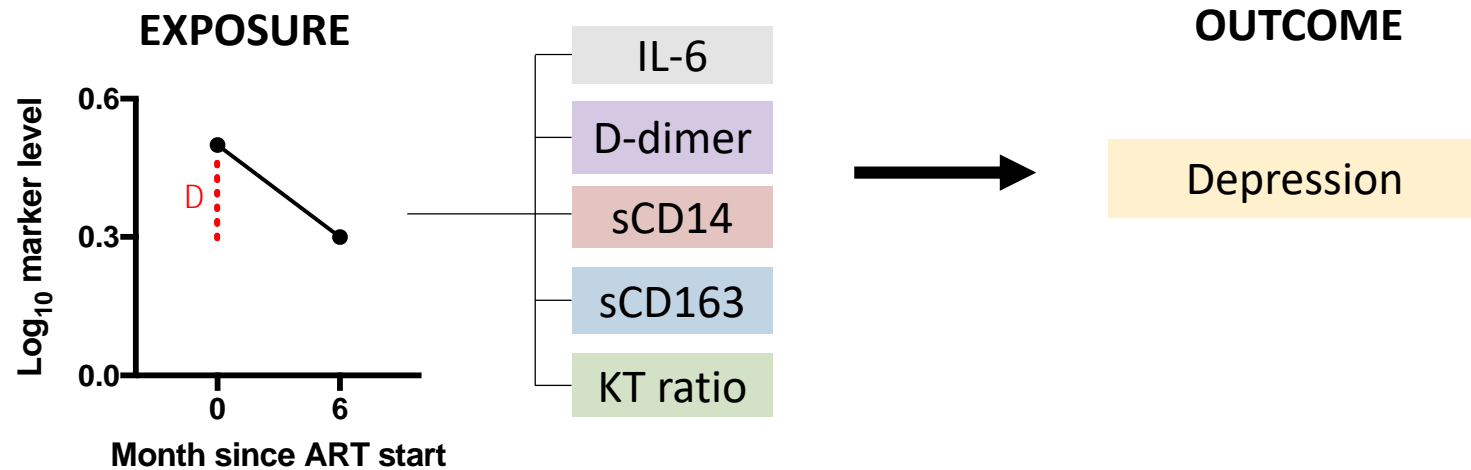 EXPOSURE
OUTCOME
Log10 marker level
0.6
0.3
0.0
D
0
6
Month since ART start
IL-6
D-dimer
sCD14
sCD163
KT ratio
Depression